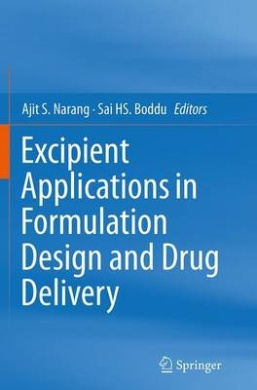 Ajit S. Narang · Sai HS. Boddu Editors
Excipient
Applications in
Formulation
Design and Drug
Delivery
Springer